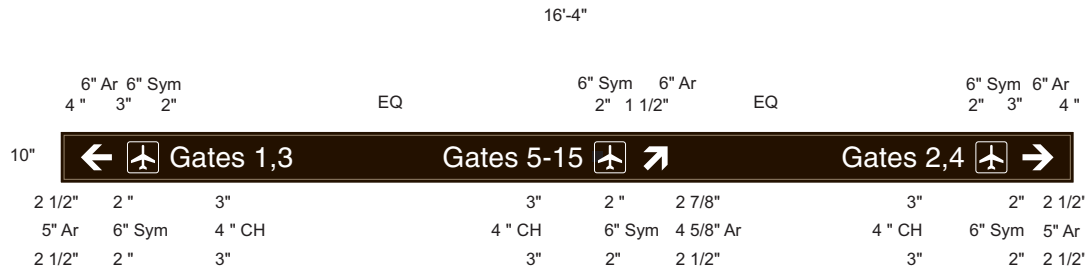 16'-4"
6" Ar 6" Sym 6" Sym 6" Ar 6" Sym 6" Ar
4 " 3" 2" EQ 2" 1 1/2" EQ 2" 3" 4 "
10" Gates 1,3 Gates 5-15 Gates 2,4
2 1/2" 2 " 3" 3" 2 " 2 7/8" 3" 2" 2 1/2'
5" Ar 6" Sym 4 " CH 4 " CH 6" Sym 4 5/8" Ar 4 " CH 6" Sym 5" Ar
2 1/2" 2 " 3" 3" 2" 2 1/2" 3" 2" 2 1/2'